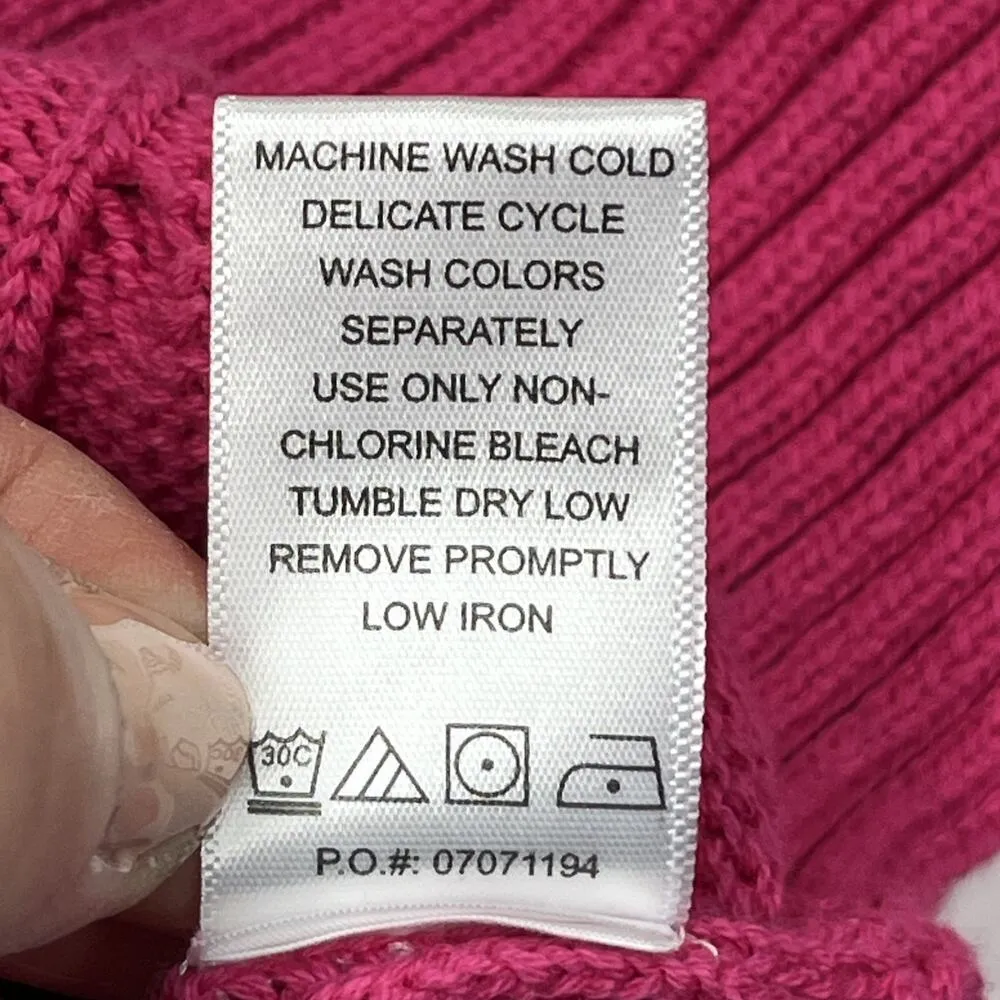 MACHINE WASH COLD
DELICATE CYCLE
WASH COLORS
SEPARATELY
USE ONLY NON-
CHLORINE BLEACH
TUMBLE DRY LOW
REMOVE PROMPTLY
LOW IRON
30C
P.O.#: 07071194